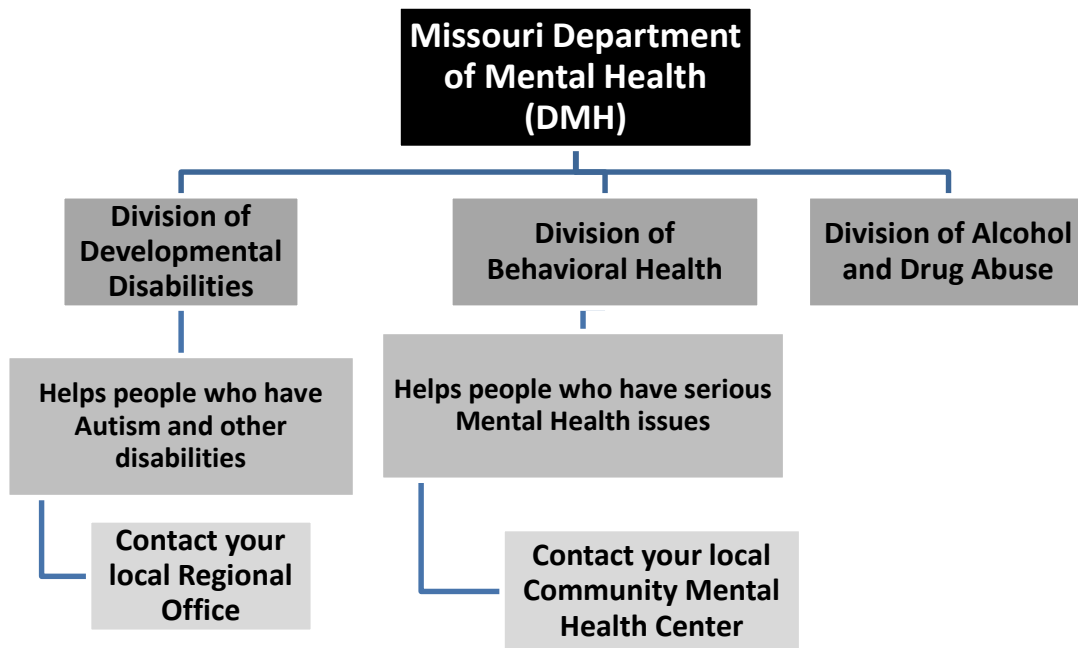 Missouri Department
of Mental Health
(DMH)
Division of
Developmental
Disabilities
Division of
Behavioral Health
Division of Alcohol
and Drug Abuse
Helps people who have
Autism and other
disabilities
Helps people who have serious
Mental Health issues
Contact your
local Regional
Office
Contact your local
Community Mental
Health Center